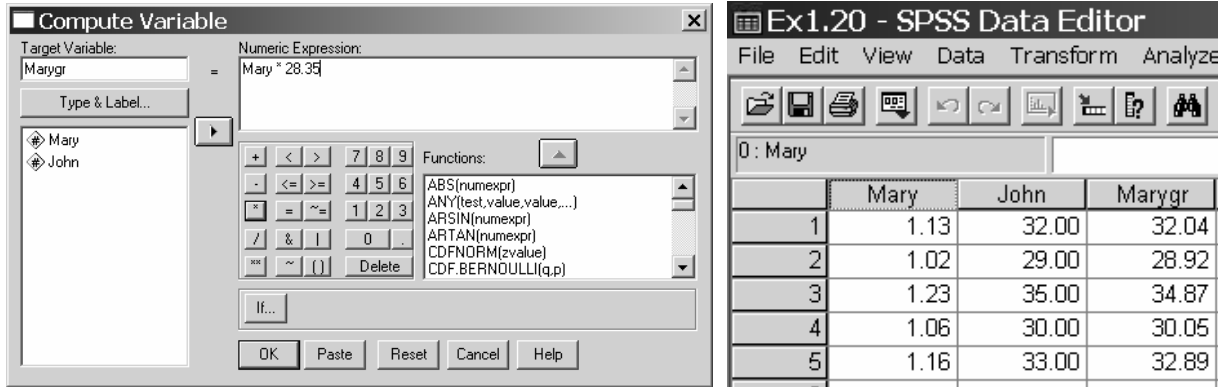 Compute Variable
Target Variable:
Marygr
=
Numeric Expression:
Mary * 28.35
Type & Label...
Mary
John
+ < > 7 8 9
- <= >= 4 5 6
* = ~= 1 2 3
/ & | 0 .
** ~ () Delete
Functions:
ABS(numexpr)
ANY(test,value,value,...)
ARSIN(numexpr)
ARTAN(numexpr)
CDFNORM(zvalue)
CDF.BERNOULLI(q,p)
If...
OK Paste Reset Cancel Help
Ex1.20 - SPSS Data Editor
File Edit View Data Transform Analyze
0 : Mary
Mary John Marygr
1 1.13 32.00 32.04
2 1.02 29.00 28.92
3 1.23 35.00 34.87
4 1.06 30.00 30.05
5 1.16 33.00 32.89